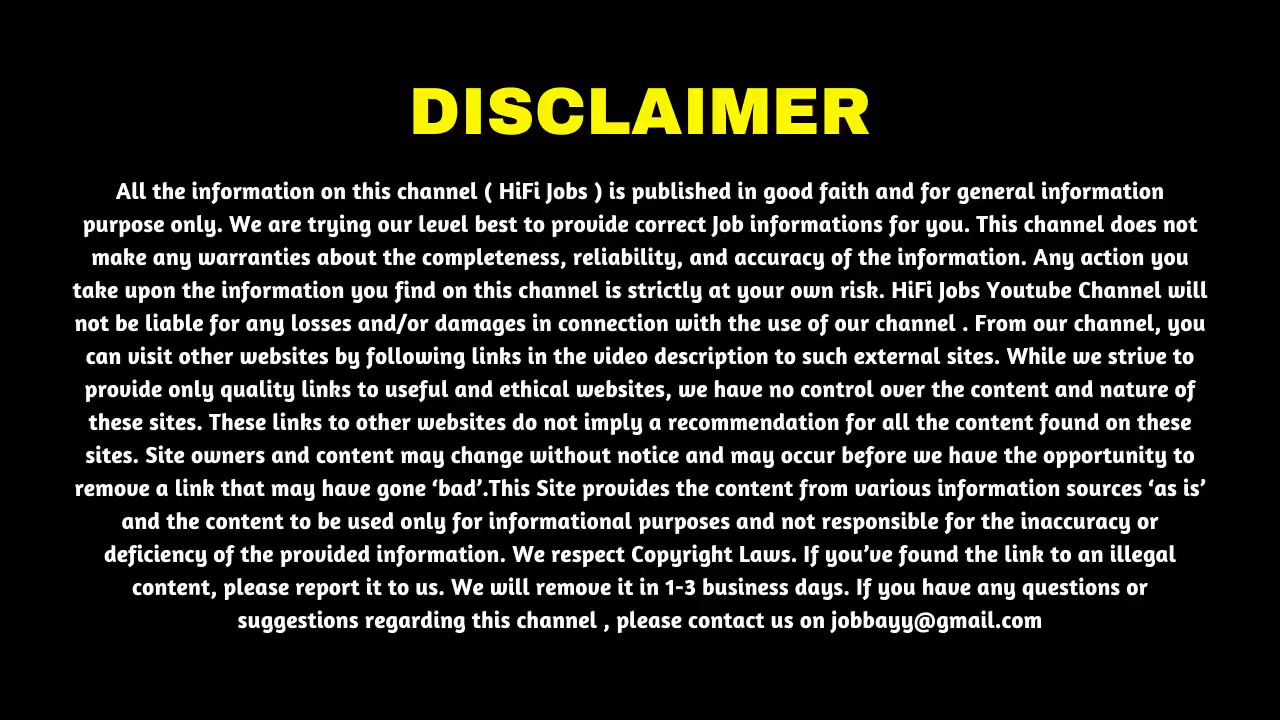 DISCLAIMER
All the information on this channel ( HiFi Jobs ) is published in good faith and for general information
purpose only. We are trying our level best to provide correct Job informations for you. This channel does not
make any warranties about the completeness, reliability, and accuracy of the information. Any action you
take upon the information you find on this channel is strictly at your own risk. HiFi Jobs Youtube Channel will
not be liable for any losses and/or damages in connection with the use of our channel . From our channel, you
can visit other websites by following links in the video description to such external sites. While we strive to
provide only quality links to useful and ethical websites, we have no control over the content and nature of
these sites. These links to other websites do not imply a recommendation for all the content found on these
sites. Site owners and content may change without notice and may occur before we have the opportunity to
remove a link that may have gone ‘bad’.This Site provides the content from various information sources ‘as is’
and the content to be used only for informational purposes and not responsible for the inaccuracy or
deficiency of the provided information. We respect Copyright Laws. If you’ve found the link to an illegal
content, please report it to us. We will remove it in 1-3 business days. If you have any questions or
suggestions regarding this channel , please contact us on jobbayy@gmail.com